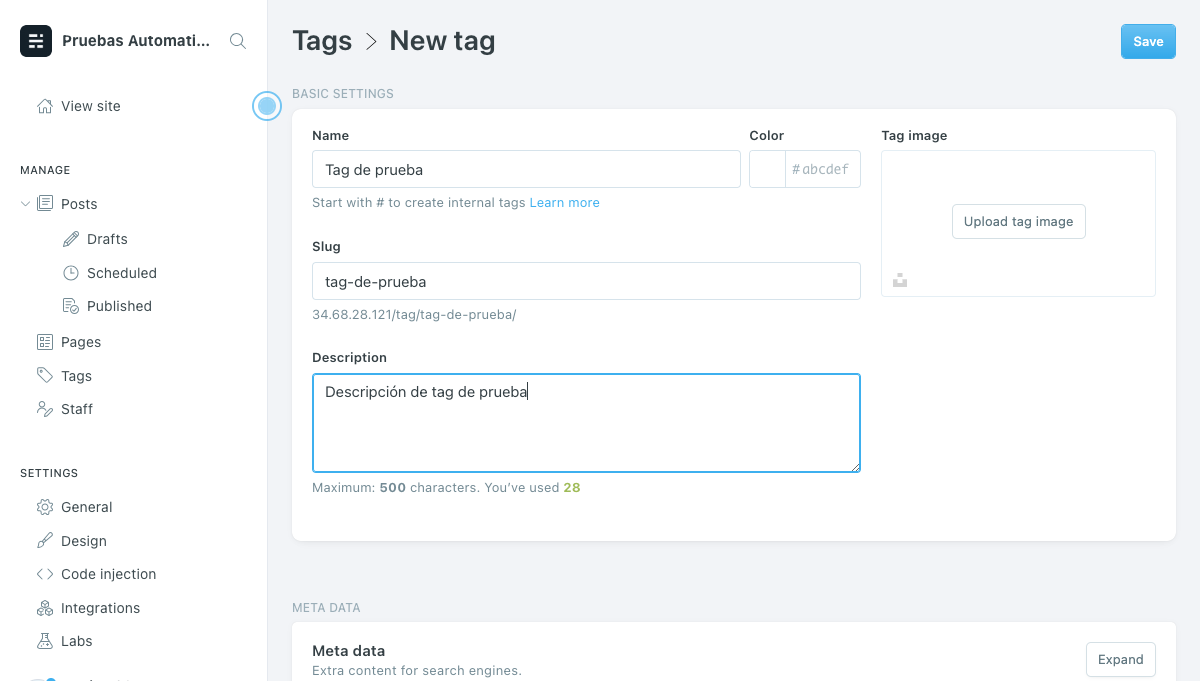 Pruebas Automati...
View site
MANAGE
Posts
Drafts
Scheduled
Published
Pages
Tags
Staff
SETTINGS
General
Design
Code injection
Integrations
Labs
Tags > New tag
Save
BASIC SETTINGS
Name
Tag de prueba
Start with # to create internal tags Learn more
Color
#abcdef
Tag image
Upload tag image
Slug
tag-de-prueba
34.68.28.121/tag/tag-de-prueba/
Description
Descripción de tag de prueba
Maximum: 500 characters. You’ve used 28
META DATA
Meta data
Extra content for search engines.
Expand